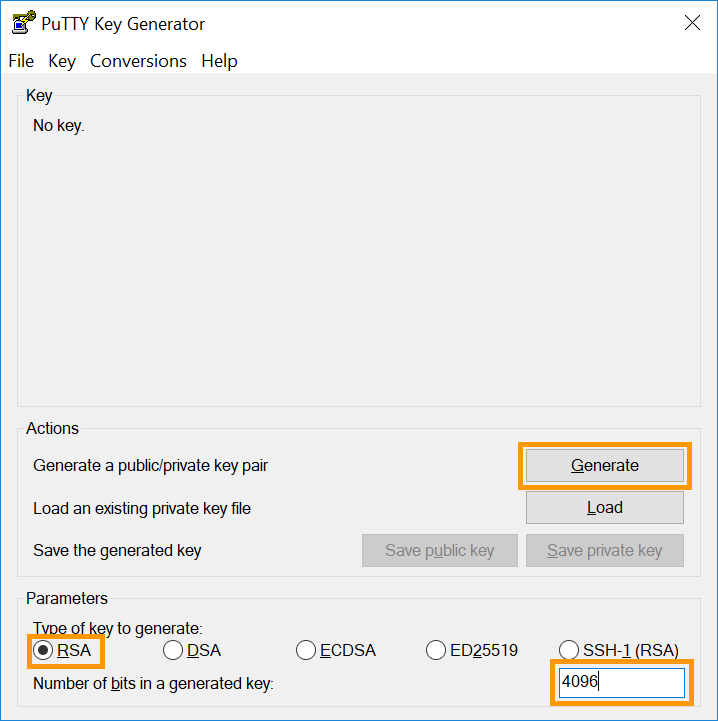 PuTTY Key Generator
File Key Conversions Help
Key
No key.
Actions
Generate a public/private key pair
Generate
Load an existing private key file
Load
Save the generated key
Save public key
Save private key
Parameters
Type of key to generate:
RSA DSA ECDSA ED25519 SSH-1 (RSA)
Number of bits in a generated key:
4096